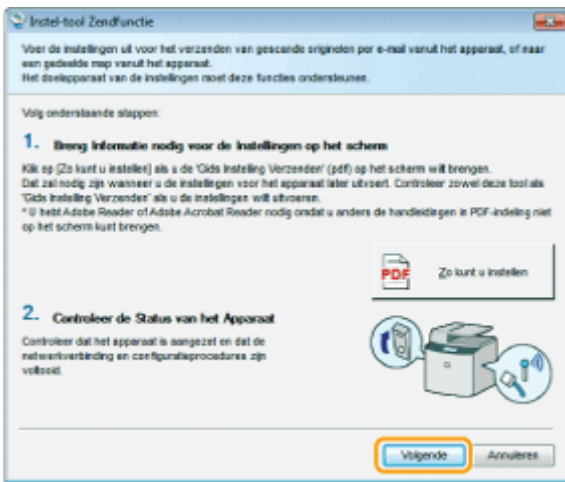 Instel-tool Zendfunctie
Voer de instellingen uit voor het verzenden van gescande originelen per e-mail vanuit het apparaat, of naar
een gedeelde map vanuit het apparaat.
Het doelapparaat van de instellingen moet deze functies ondersteunen.
Volg onderstaande stappen:
1. Breng Informatie nodig voor de Instellingen op het scherm
Klik op [Zo kunt u instellen] als u de 'Gids Instelling Verzenden' (pdf) op het scherm wilt brengen.
Dat zal nodig zijn wanneer u de instellingen voor het apparaat later uitvoert. Controleer zowel deze tool als
'Gids Instelling Verzenden' als u de instellingen wilt uitvoeren.
* U hebt Adobe Reader of Adobe Acrobat Reader nodig omdat u anders de handleidingen in PDF-indeling niet
op het scherm kunt brengen.
PDF
Zo kunt u instellen
2. Controleer de Status van het Apparaat
Controleer dat het apparaat is aangezet en dat de
netwerkverbinding en configuratieprocedures zijn
voltooid.
Volgende
Annuleren